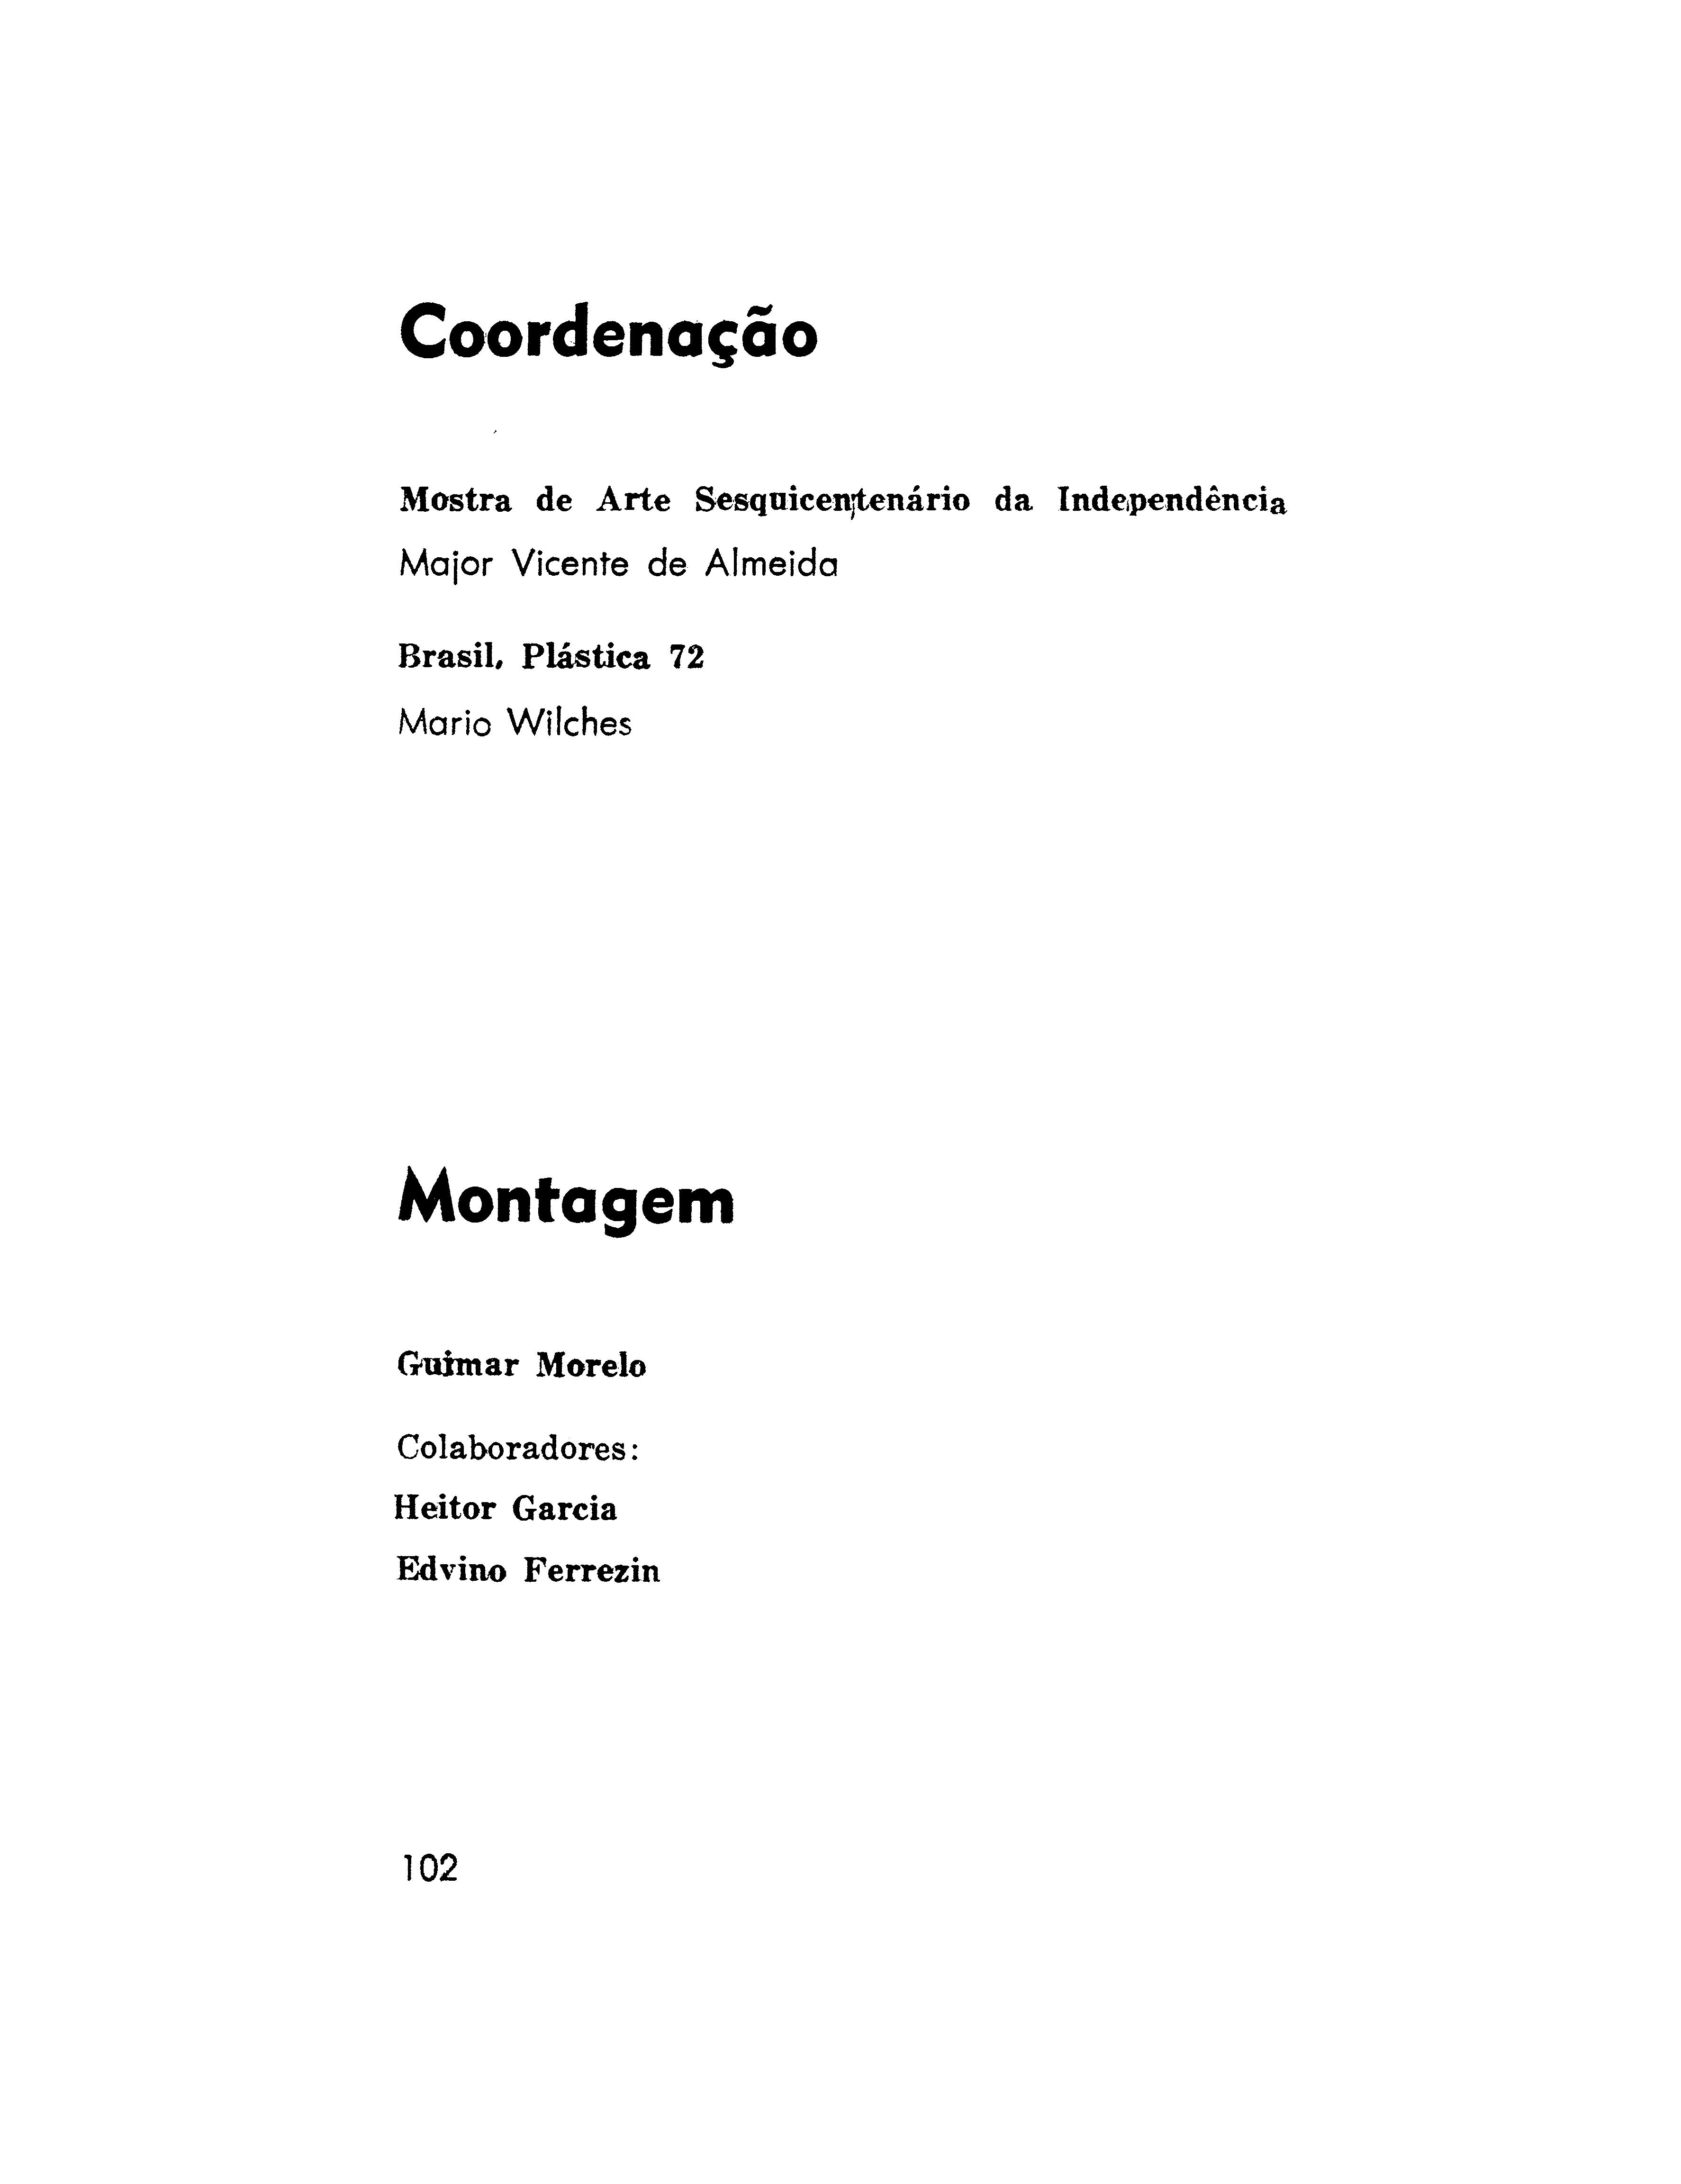 Coordenação
Mostra de Arte Sesquicentenário da Independência
Major Vicente de Almeida
Brasil, Plástica 72
Mario Wilches
Montagem
Guimar Morelo
Colaboradores:
Heitor Garcia
Edvino Ferrezin
102